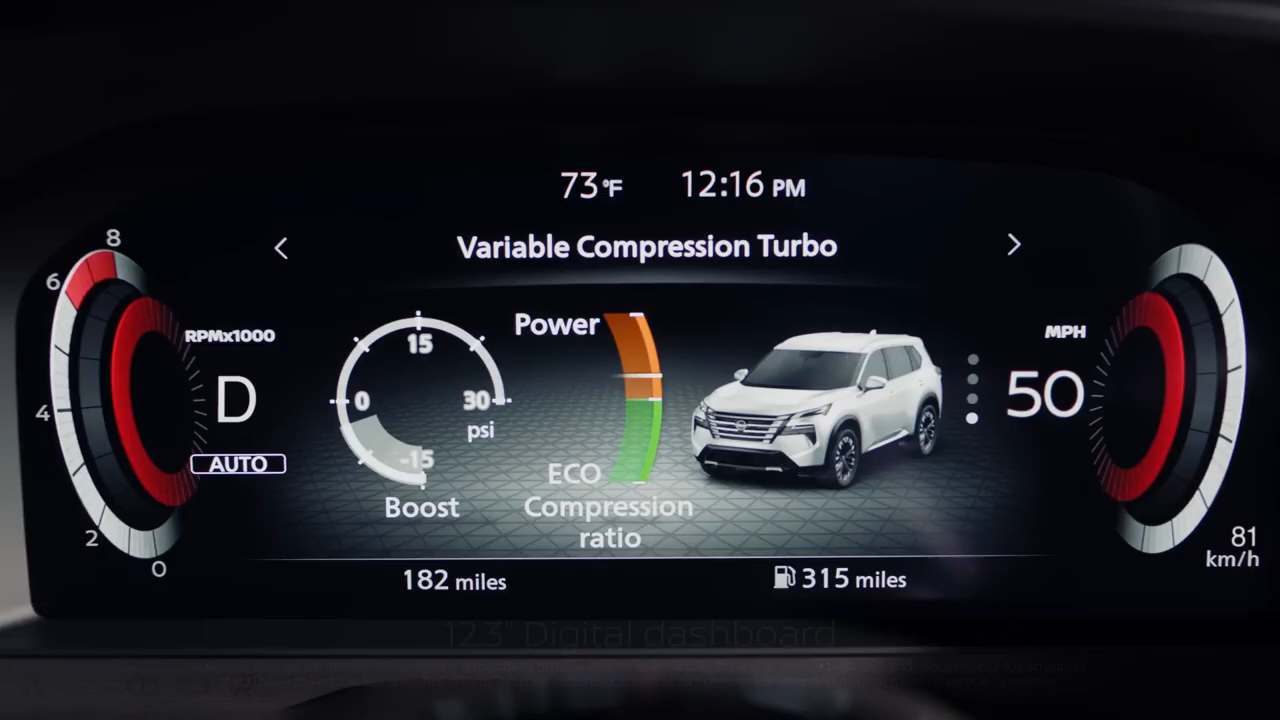 73°F 12:16 PM
Variable Compression Turbo
8
6
4
2
0
RPMx1000
D
AUTO
15
0
30
-15
psi
Boost
Power
ECO
Compression
ratio
MPH
50
81
km/h
182 miles
315 miles
12.3" Digital dashboard